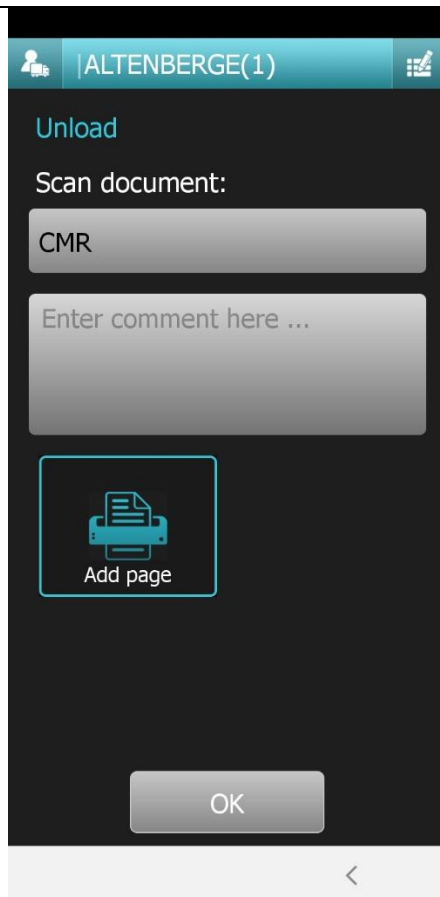 |ALTENBERGE(1)
Unload
Scan document:
CMR
Enter comment here ...
Add page
OK